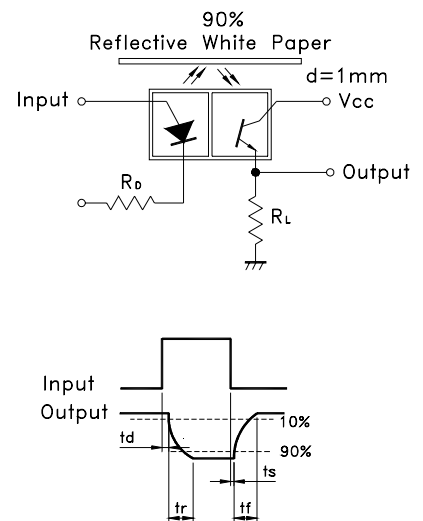 90%
Reflective White Paper
d=1mm
Input
Vcc
RD
Output
RL
Input
Output
10%
td
90%
ts
tr
tf